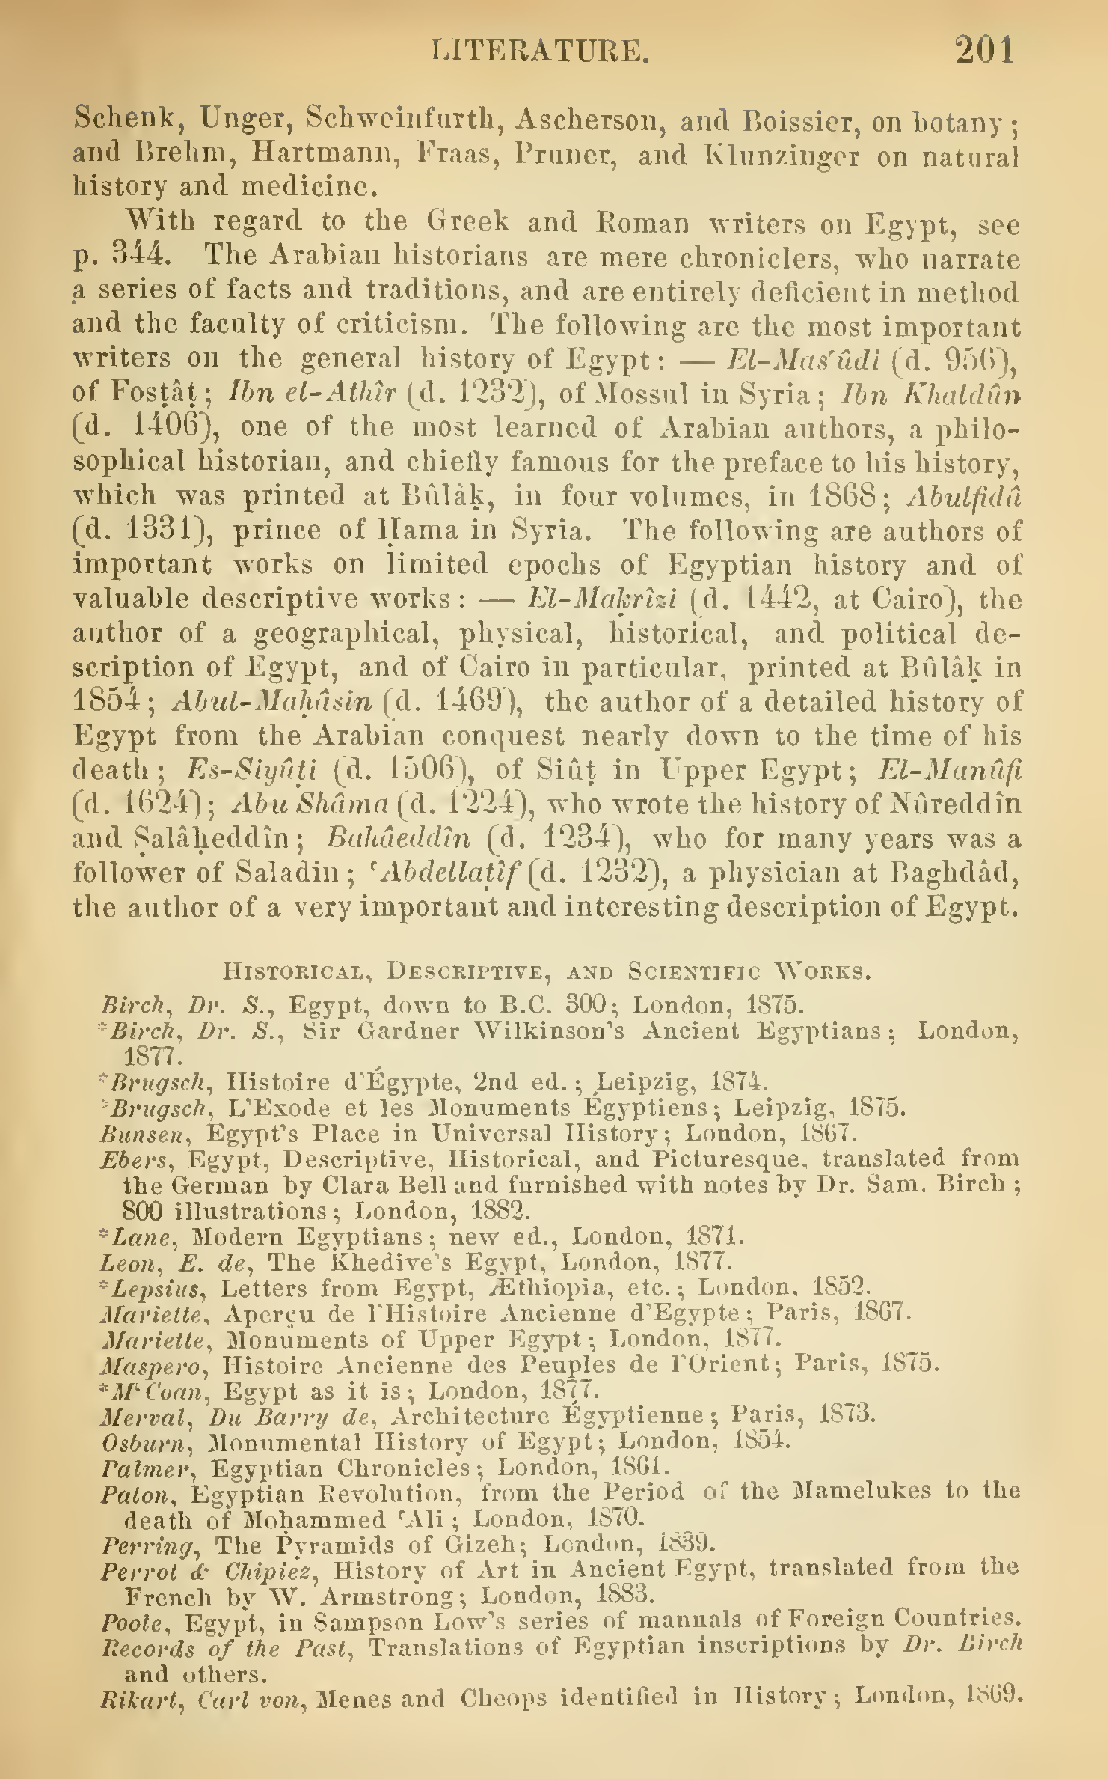 LITERATURE. 201
Schenk, Unger, Schweinfurth, Ascherson, and Boissier, on botany;
and Brehm, Hartmann, Fraas, Pruner, and Klunzinger on natural
history and medicine.
With regard to the Greek and Roman writers on Egypt, see
p. 344. The Arabian historians are mere chroniclers, who narrate
a series of facts and traditions, and are entirely deficient in method
and the faculty of criticism. The following are the most important
writers on the general history of Egypt: — El-Mas'ûdi (d. 956),
of Fosṭâṭ; Ibn el-Athîr (d. 1232), of Mossul in Syria; Ibn Khaldûn
(d. 1406), one of the most learned of Arabian authors, a philo-
sophical historian, and chiefly famous for the preface to his history,
which was printed at Bûlâḳ, in four volumes, in 1868; Abulfidâ
(d. 1331), prince of Ḥama in Syria. The following are authors of
important works on limited epochs of Egyptian history and of
valuable descriptive works: — El-Maḳrîzi (d. 1442, at Cairo), the
author of a geographical, physical, historical, and political de-
scription of Egypt, and of Cairo in particular, printed at Bûlâḳ in
1854; Abul-Maḥâsin (d. 1469), the author of a detailed history of
Egypt from the Arabian conquest nearly down to the time of his
death; Es-Siyûṭi (d. 1506), of Siûṭ in Upper Egypt; El-Manûfi
(d. 1624); Abu Shâma (d. 1224), who wrote the history of Nûreddîn
and Ṣalâḥeddîn; Bahâeddîn (d. 1234), who for many years was a
follower of Saladin; 'Abdellaṭîf (d. 1232), a physician at Baghdâd,
the author of a very important and interesting description of Egypt.
HISTORICAL, DESCRIPTIVE, AND SCIENTIFIC WORKS.
Birch, Dr. S., Egypt, down to B.C. 300; London, 1875.
*Birch, Dr. S., Sir Gardner Wilkinson's Ancient Egyptians; London,
1877.
*Brugsch, Histoire d'Égypte, 2nd ed.; Leipzig, 1874.
*Brugsch, L'Exode et les Monuments Égyptiens; Leipzig, 1875.
Bunsen, Egypt's Place in Universal History; London, 1867.
Ebers, Egypt, Descriptive, Historical, and Picturesque, translated from
the German by Clara Bell and furnished with notes by Dr. Sam. Birch;
800 illustrations; London, 1882.
*Lane, Modern Egyptians; new ed., London, 1871.
Leon, E. de, The Khedive's Egypt, London, 1877.
*Lepsius, Letters from Egypt, Æthiopia, etc.; London, 1852.
Mariette, Aperçu de l'Histoire Ancienne d'Egypte; Paris, 1867.
Mariette, Monuments of Upper Egypt; London, 1877.
Maspero, Histoire Ancienne des Peuples de l'Orient; Paris, 1875.
*McCoan, Egypt as it is; London, 1877.
Merval, Du Barry de, Architecture Égyptienne; Paris, 1873.
Osburn, Monumental History of Egypt; London, 1854.
Palmer, Egyptian Chronicles; London, 1861.
Paton, Egyptian Revolution, from the Period of the Mamelukes to the
death of Moḥammed 'Ali; London, 1870.
Perring, The Pyramids of Gizeh; London, 1839.
Perrot & Chipiez, History of Art in Ancient Egypt, translated from the
French by W. Armstrong; London, 1883.
Poole, Egypt, in Sampson Low's series of manuals of Foreign Countries.
Records of the Past, Translations of Egyptian inscriptions by Dr. Birch
and others.
Rikart, Carl von, Menes and Cheops identified in History; London, 1869.